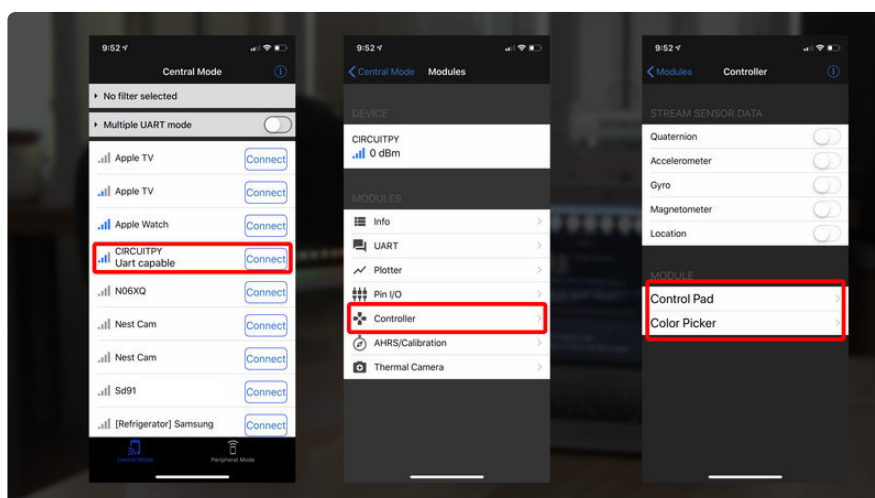 9:52
Central Mode
No filter selected
Multiple UART mode
Apple TV
Connect
Apple TV
Connect
Apple Watch
Connect
CIRCUITPY
Uart capable
Connect
N06XQ
Connect
Nest Cam
Connect
Nest Cam
Connect
Sd91
Connect
[Refrigerator] Samsung
Connect
Central Mode
Peripheral Mode
9:52
Central Mode
Modules
DEVICE
CIRCUITPY
0 dBm
MODULES
Info
UART
Plotter
Pin I/O
Controller
AHRS/Calibration
Thermal Camera
9:52
Modules
Controller
STREAM SENSOR DATA
Quaternion
Accelerometer
Gyro
Magnetometer
Location
MODULE
Control Pad
Color Picker